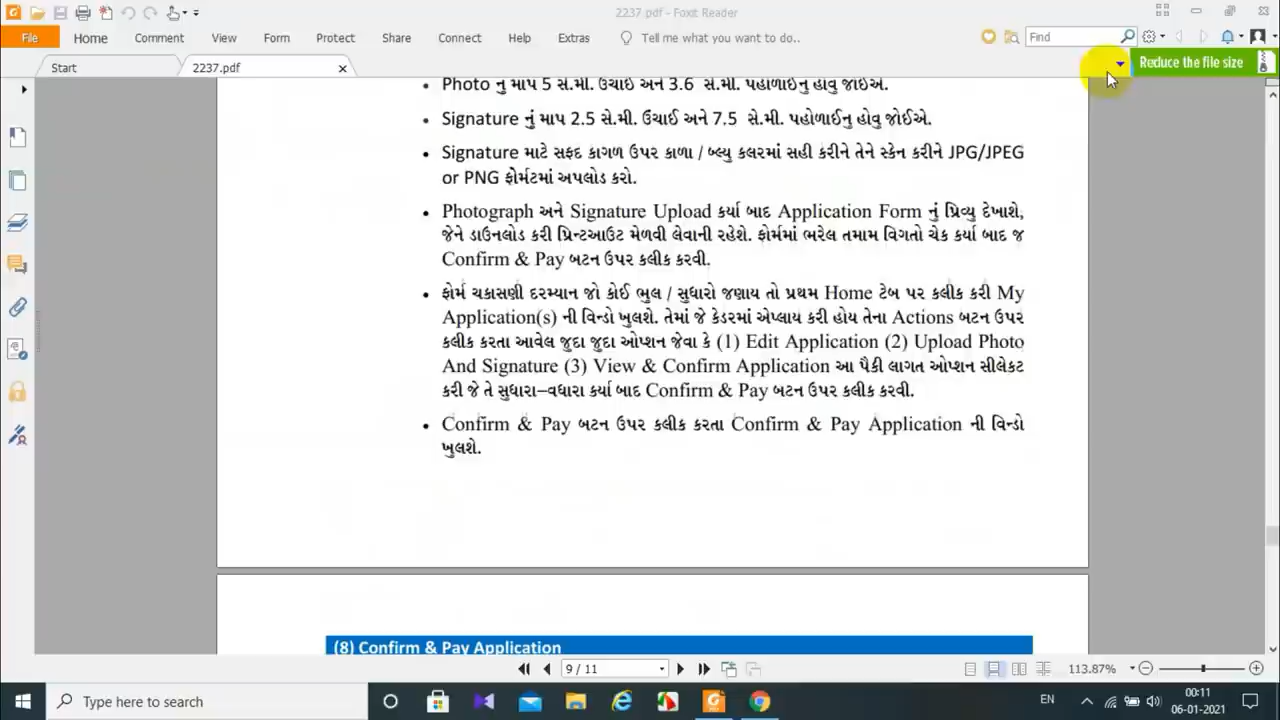 2237.pdf - Foxit Reader
File Home Comment View Form Protect Share Connect Help Extras Tell me what you want to do.. Find
Start 2237.pdf Reduce the file size
• Photo નુ માપ 5 સે.મી. ઉચાઈ અને 3.6 સે.મી. પહાળાઈનુ હાવુ જાઈએ.
• Signature નું માપ 2.5 સે.મી. ઉચાઈ અને 7.5 સે.મી. પહોળાઈનુ હોવુ જોઈએ.
• Signature માટે સફદ કાગળ ઉપર કાળા / બ્લ્યુ કલરમાં સહી કરીને તેને સ્કેન કરીને JPG/JPEG
or PNG ફોર્મટમાં અપલોડ કરો.
• Photograph અને Signature Upload કર્યા બાદ Application Form નું પ્રિવ્યુ દેખાશે,
જેને ડાઉનલોડ કરી પ્રિન્ટઆઉટ મેળવી લેવાની રહેશે. ફોર્મમાં ભરેલ તમામ વિગતો ચેક કર્યા બાદ જ
Confirm & Pay બટન ઉપર કલીક કરવી.
• ફોર્મ ચકાસણી દરમ્યાન જો કોઈ ભુલ / સુધારો જણાય તો પ્રથમ Home ટેબ પર કલીક કરી My
Application(s) ની વિન્ડો ખુલશે. તેમાં જે કેડરમાં એપ્લાય કરી હોય તેના Actions બટન ઉપર
કલીક કરતા આવેલ જુદા જુદા ઓપ્શન જેવા કે (1) Edit Application (2) Upload Photo
And Signature (3) View & Confirm Application આ પૈકી લાગત ઓપ્શન સીલેકટ
કરી જે તે સુધારા–વધારા કર્યા બાદ Confirm & Pay બટન ઉપર કલીક કરવી.
• Confirm & Pay બટન ઉપર કલીક કરતા Confirm & Pay Application ની વિન્ડો
ખુલશે.
(8) Confirm & Pay Application
9 / 11 113.87%
Type here to search EN 00:11
06-01-2021